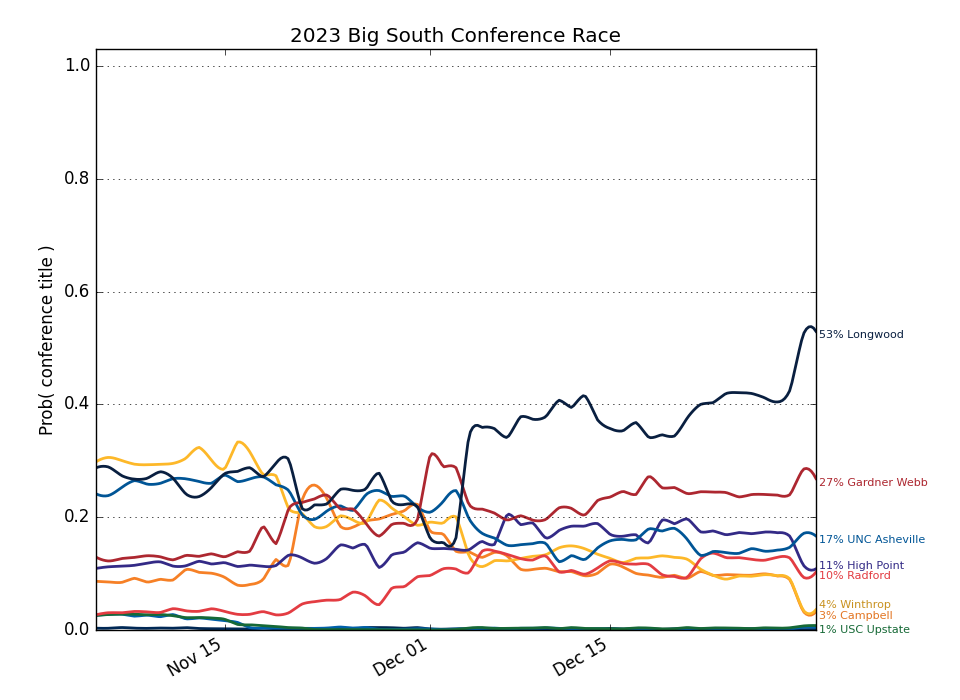 2023 Big South Conference Race
1.0
0.8
0.6
0.4
0.2
0.0
Prob( conference title )
Nov 15
Dec 01
Dec 15
53% Longwood
27% Gardner Webb
17% UNC Asheville
11% High Point
10% Radford
4% Winthrop
3% Campbell
1% USC Upstate